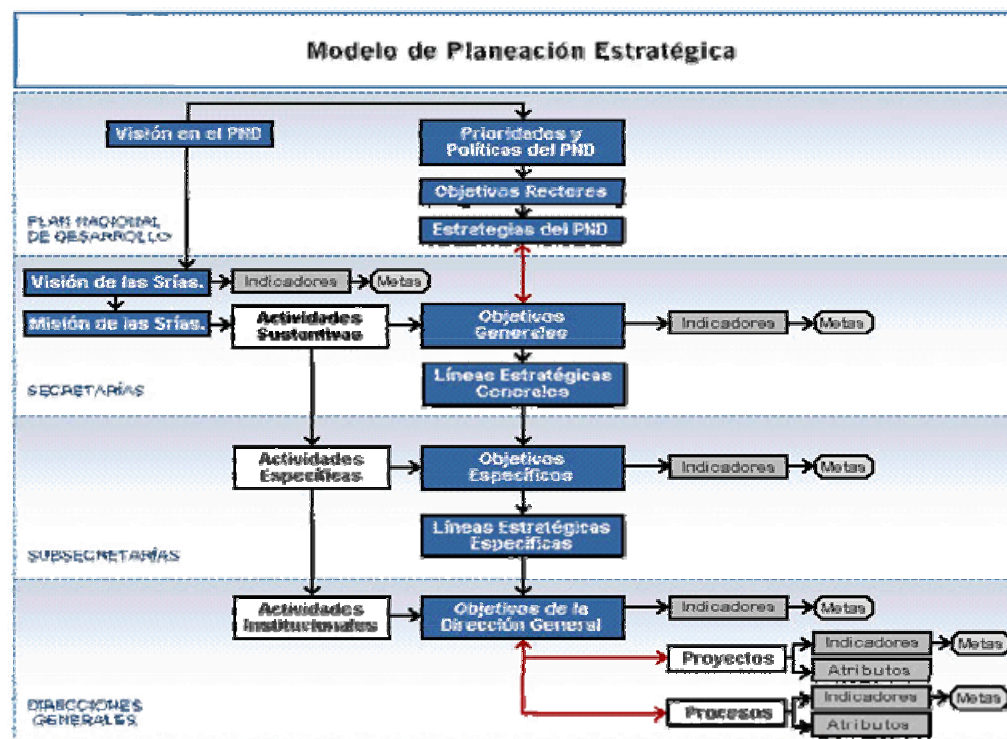 Modelo de Planeación Estratégica
Visión en el PND
Prioridades y
Políticas del PND
Objetivos Rectores
Estrategias del PND
PLAN NACIONAL
DE DESARROLLO
Visión de las Srías.
Indicadores
Metas
Misión de las Srías.
Actividades
Sustantivas
Objetivos
Generales
Indicadores
Metas
Líneas Estratégicas
Generales
SECRETARÍAS
Actividades
Específicas
Objetivos
Específicos
Indicadores
Metas
Líneas Estratégicas
Específicas
SUBSECRETARÍAS
Actividades
Institucionales
Objetivos de la
Dirección General
Indicadores
Metas
Proyectos
Indicadores
Metas
Atributos
DIRECCIONES
GENERALES
Procesos
Indicadores
Metas
Atributos